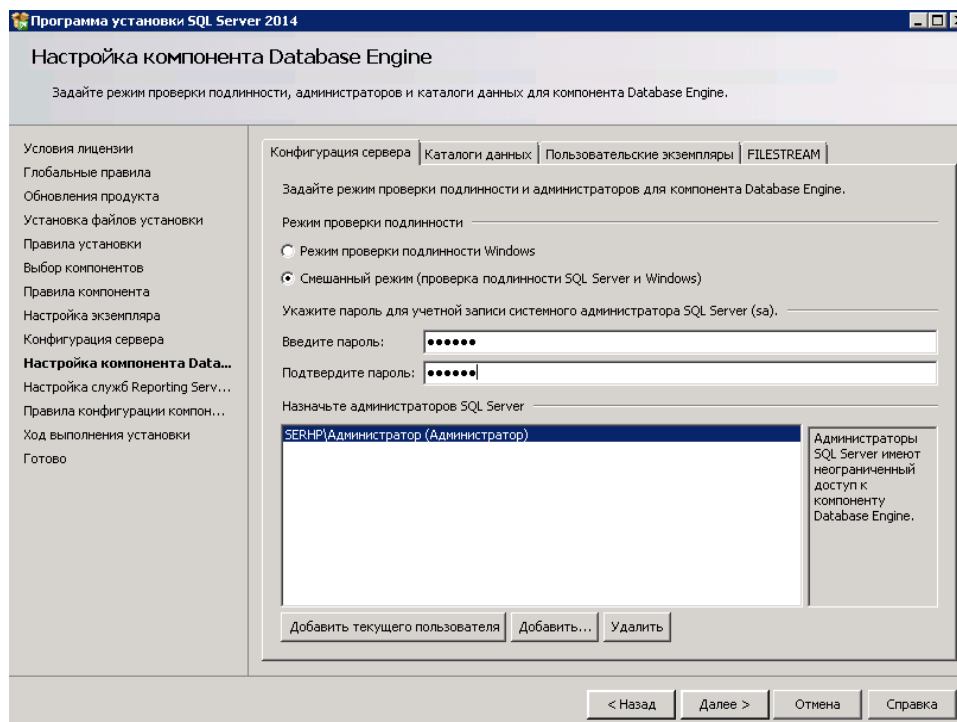 Программа установки SQL Server 2014
Настройка компонента Database Engine
Задайте режим проверки подлинности, администраторов и каталоги данных для компонента Database Engine.
Условия лицензии
Глобальные правила
Обновления продукта
Установка файлов установки
Правила установки
Выбор компонентов
Правила компонента
Настройка экземпляра
Конфигурация сервера
Настройка компонента Data...
Настройка служб Reporting Serv...
Правила конфигурации компон...
Ход выполнения установки
Готово
Конфигурация сервера
Каталоги данных
Пользовательские экземпляры
FILESTREAM
Задайте режим проверки подлинности и администраторов для компонента Database Engine.
Режим проверки подлинности
Режим проверки подлинности Windows
Смешанный режим (проверка подлинности SQL Server и Windows)
Укажите пароль для учетной записи системного администратора SQL Server (sa).
Введите пароль: ●●●●●●
Подтвердите пароль: ●●●●●●
Назначьте администраторов SQL Server
SERHP\Администратор (Администратор)
Администраторы
SQL Server имеют
неограниченный
доступ к
компоненту
Database Engine.
Добавить текущего пользователя
Добавить...
Удалить
< Назад
Далее >
Отмена
Справка